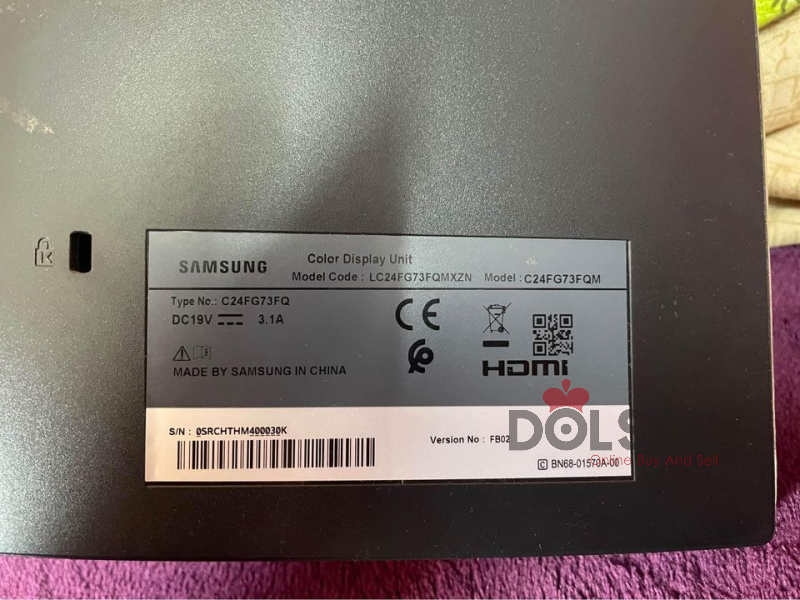 SAMSUNG
Color Display Unit
Model Code : LC24FG73FQMXZN Model : C24FG73FQM
Type No.: C24FG73FQ
DC19V 3.1A
CE
MADE BY SAMSUNG IN CHINA
HDMI
S/N : 0SRCHTHM400030K
Version No : FB02
DOLS
Online Buy And Sell
BN68-01570A-00